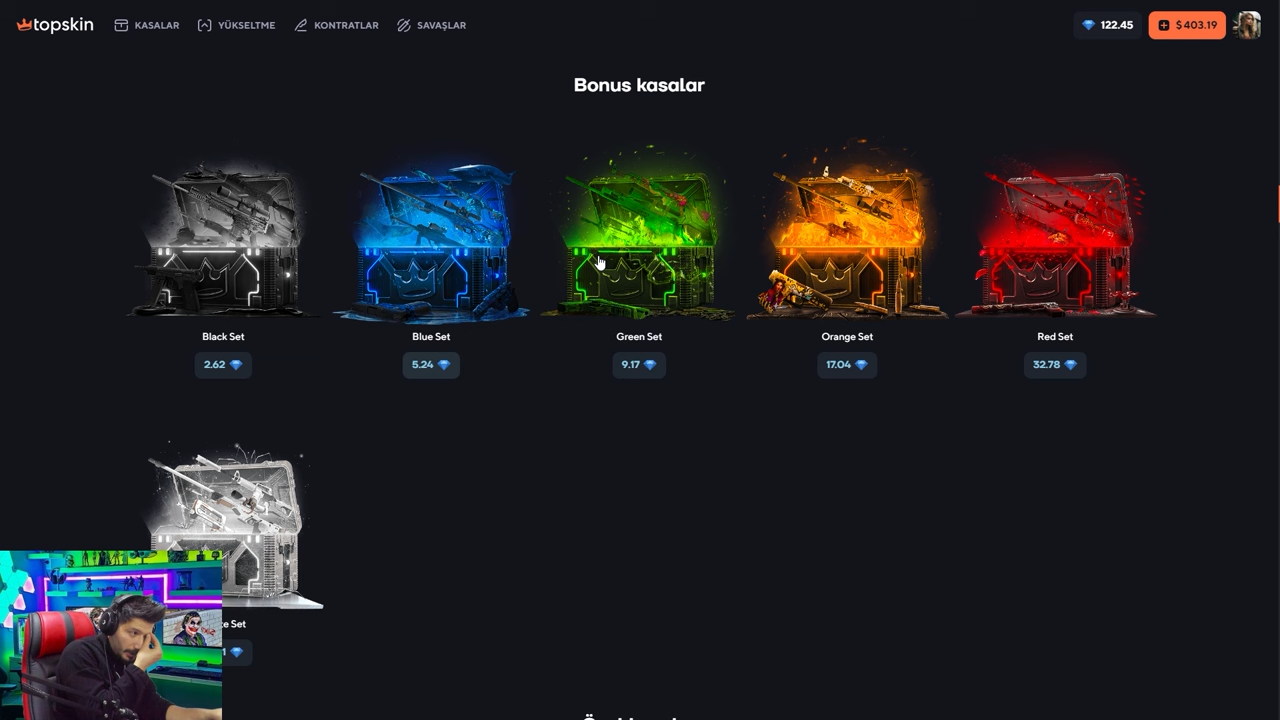 topskin
KASALAR
YÜKSELTME
KONTRATLAR
SAVAŞLAR
122.45
$ 403.19
Bonus kasalar
Black Set
Blue Set
Green Set
Orange Set
Red Set
2.62
5.24
9.17
17.04
32.78
Set